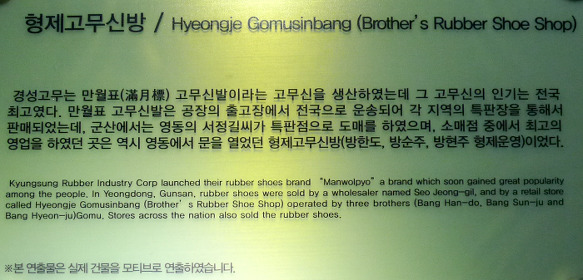 형제고무신방 / Hyeongje Gomusinbang (Brother's Rubber Shoe Shop)
경성고무는 만월표(滿月標) 고무신발이라는 고무신을 생산하였는데 그 고무신의 인기는 전국
최고였다. 만월표 고무신발은 공장의 출고장에서 전국으로 운송되어 각 지역의 특판장을 통해서
판매되었는데, 군산에서는 영동의 서정길씨가 특판점으로 도매를 하였으며, 소매점 중에서 최고의
영업을 하였던 곳은 역시 영동에서 문을 열었던 형제고무신방(방한도, 방순주, 방현주 형제운영)이었다.
Kyungsung Rubber Industry Corp launched their rubber shoes brand “Manwolpyo” a brand which soon gained great popularity
among the people. In Yeongdong, Gunsan, rubber shoes were sold by a wholesaler named Seo Jeong-gil, and by a retail store
called Hyeongje Gomusinbang (Brother's Rubber Shoe Shop) operated by three brothers (Bang Han-do, Bang Sun-ju and
Bang Hyeon-ju)Gomu. Stores across the nation also sold the rubber shoes.
※본 연출물은 실제 건물을 모티브로 연출하였습니다.